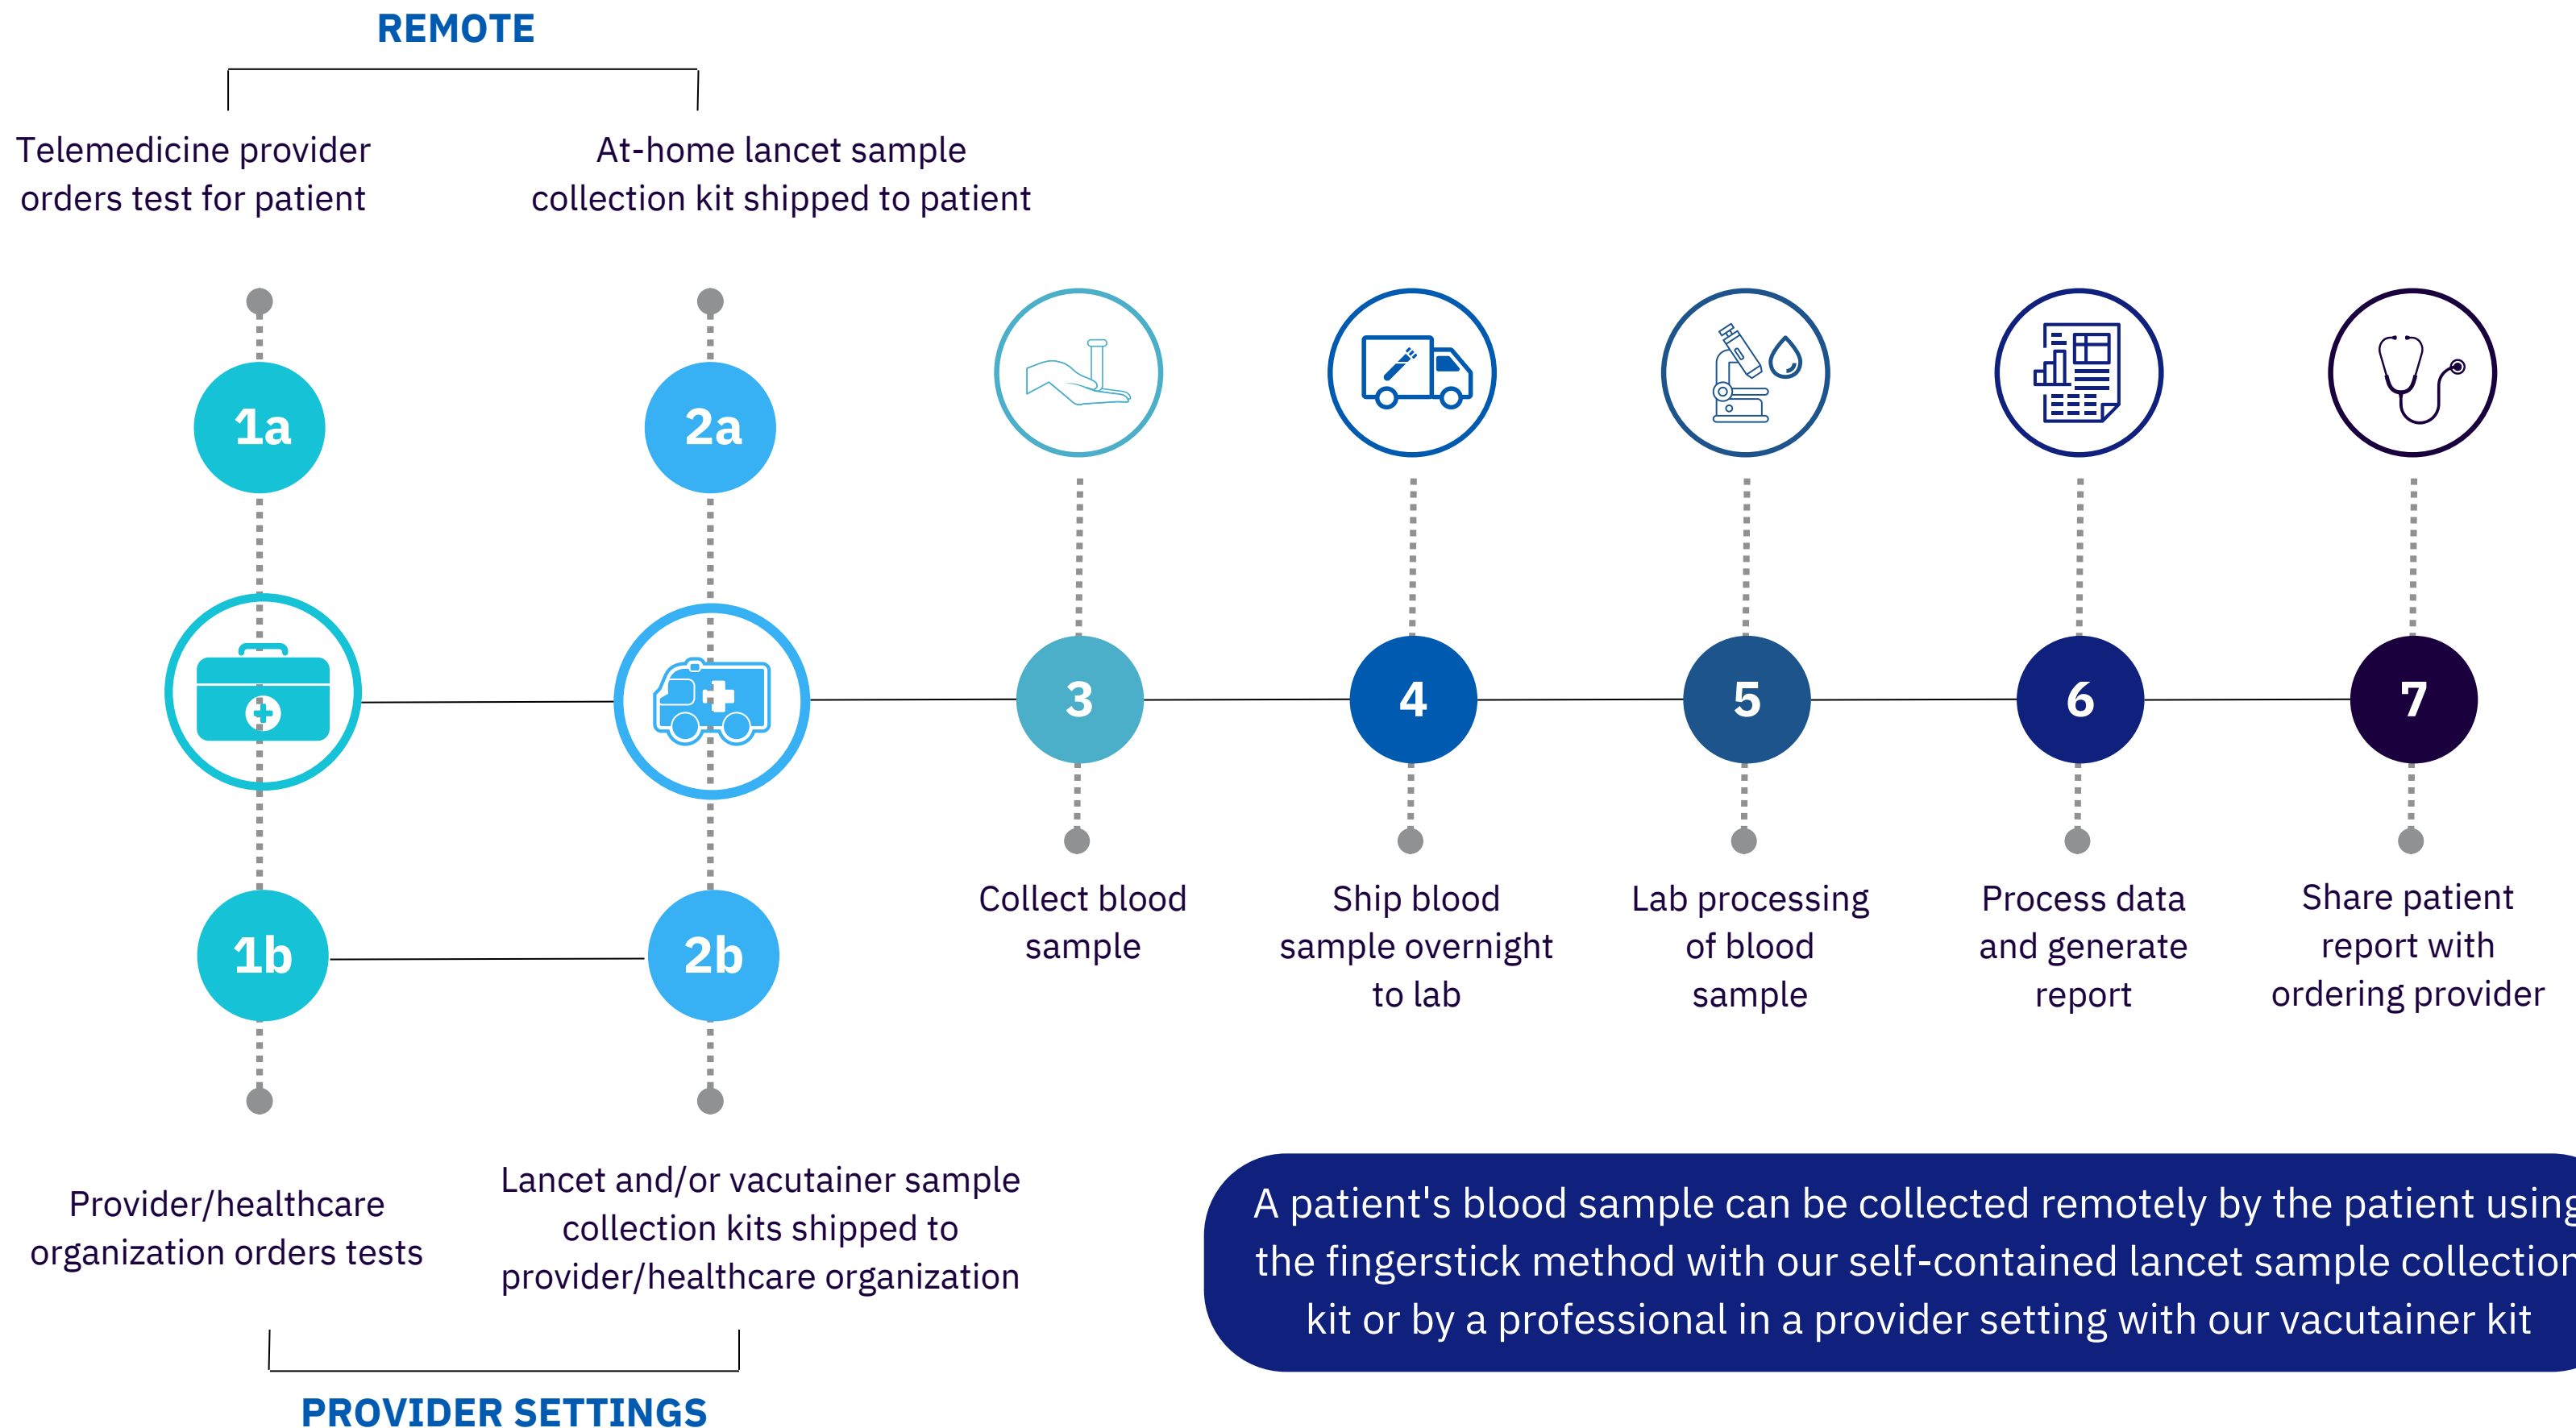 REMOTE
Telemedicine provider
orders test for patient
At-home lancet sample
collection kit shipped to patient
1a
2a
3
4
5
6
7
1b
2b
Collect blood
sample
Ship blood
sample overnight
to lab
Lab processing
of blood
sample
Process data
and generate
report
Share patient
report with
ordering provider
Provider/healthcare
organization orders tests
Lancet and/or vacutainer sample
collection kits shipped to
provider/healthcare organization
PROVIDER SETTINGS
A patient's blood sample can be collected remotely by the patient using
the fingerstick method with our self-contained lancet sample collection
kit or by a professional in a provider setting with our vacutainer kit